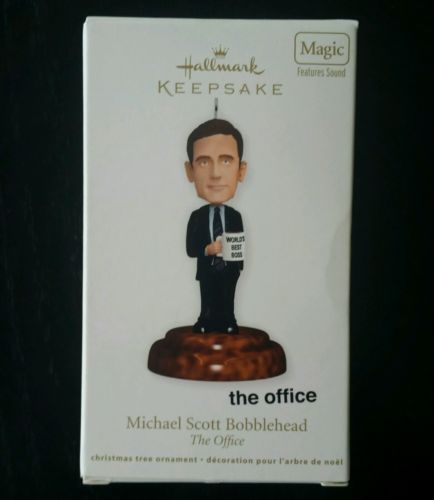 Hallmark
KEEPSAKE
Magic
Features Sound
WORLD'S
BEST
BOSS
the office
Michael Scott Bobblehead
The Office
christmas tree ornament • décoration pour l'arbre de noël